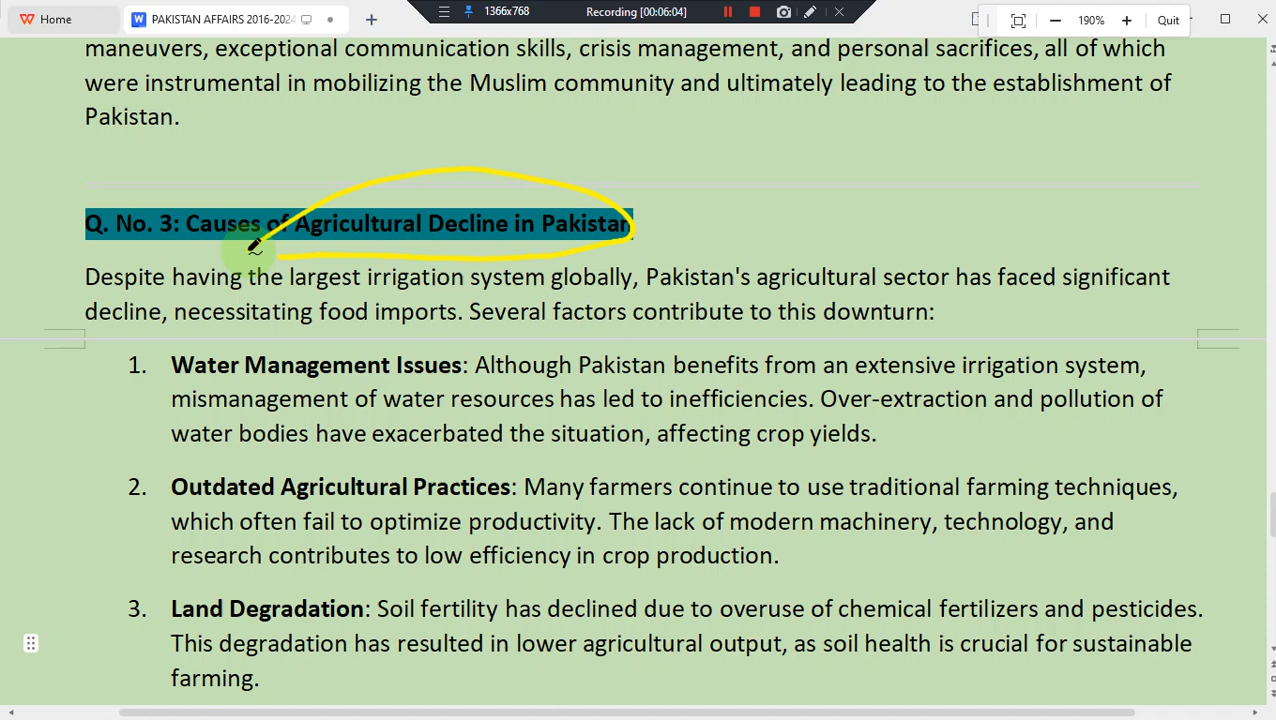 Home
PAKISTAN AFFAIRS 2016-2024
1366x768
Recording [00:06:04]
190%
Quit
maneuvers, exceptional communication skills, crisis management, and personal sacrifices, all of which
were instrumental in mobilizing the Muslim community and ultimately leading to the establishment of
Pakistan.
Q. No. 3: Causes of Agricultural Decline in Pakistan
Despite having the largest irrigation system globally, Pakistan's agricultural sector has faced significant
decline, necessitating food imports. Several factors contribute to this downturn:
1. Water Management Issues: Although Pakistan benefits from an extensive irrigation system,
mismanagement of water resources has led to inefficiencies. Over-extraction and pollution of
water bodies have exacerbated the situation, affecting crop yields.
2. Outdated Agricultural Practices: Many farmers continue to use traditional farming techniques,
which often fail to optimize productivity. The lack of modern machinery, technology, and
research contributes to low efficiency in crop production.
3. Land Degradation: Soil fertility has declined due to overuse of chemical fertilizers and pesticides.
This degradation has resulted in lower agricultural output, as soil health is crucial for sustainable
farming.